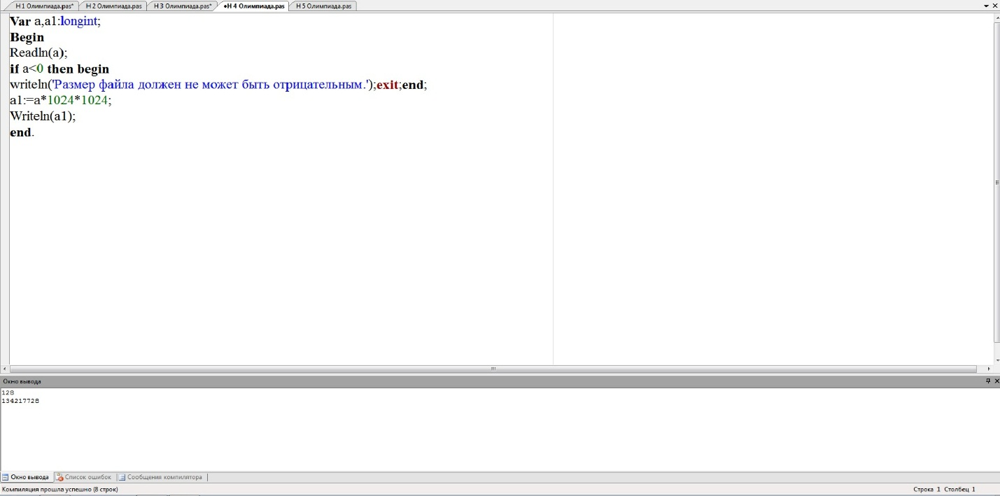 Н 1 Олимпиада.pas* Н 2 Олимпиада.pas Н 3 Олимпиада.pas* •Н 4 Олимпиада.pas Н 5 Олимпиада.pas
Var a,a1:longint;
Begin
Readln(a);
if a<0 then begin
writeln('Размер файла должен не может быть отрицательным.');exit;end;
a1:=a*1024*1024;
Writeln(a1);
end.
Окно вывода
128
134217728
Окно вывода Список ошибок Сообщения компилятора
Компиляция прошла успешно (8 строк) Строка 1 Столбец 1